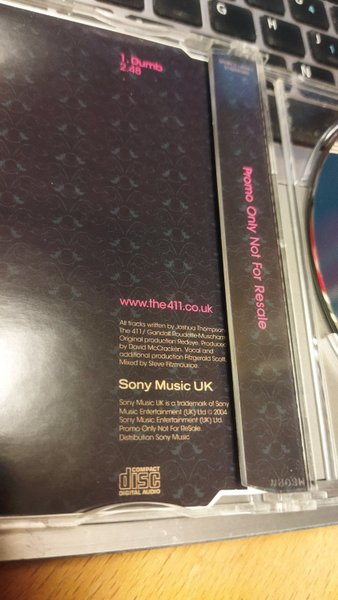 1. Dumb
2.48
Promo Only Not For Resale
www.the411.co.uk
All tracks written by Joshua Thompson
The 411/ Gandalf Roudette-Muschamp
Original production Redeye. Producer
by David McCracken. Vocal and
additional production Fitzgerald Scott.
Mixed by Steve Fitzmaurice.
Sony Music UK
Sony Music UK is a trademark of Sony
Music Entertainment (UK) Ltd © 2004
Sony Music Entertainment (UK) Ltd.
Promo Only Not For ReSale.
Distribution Sony Music
COMPACT
disc
DIGITAL AUDIO